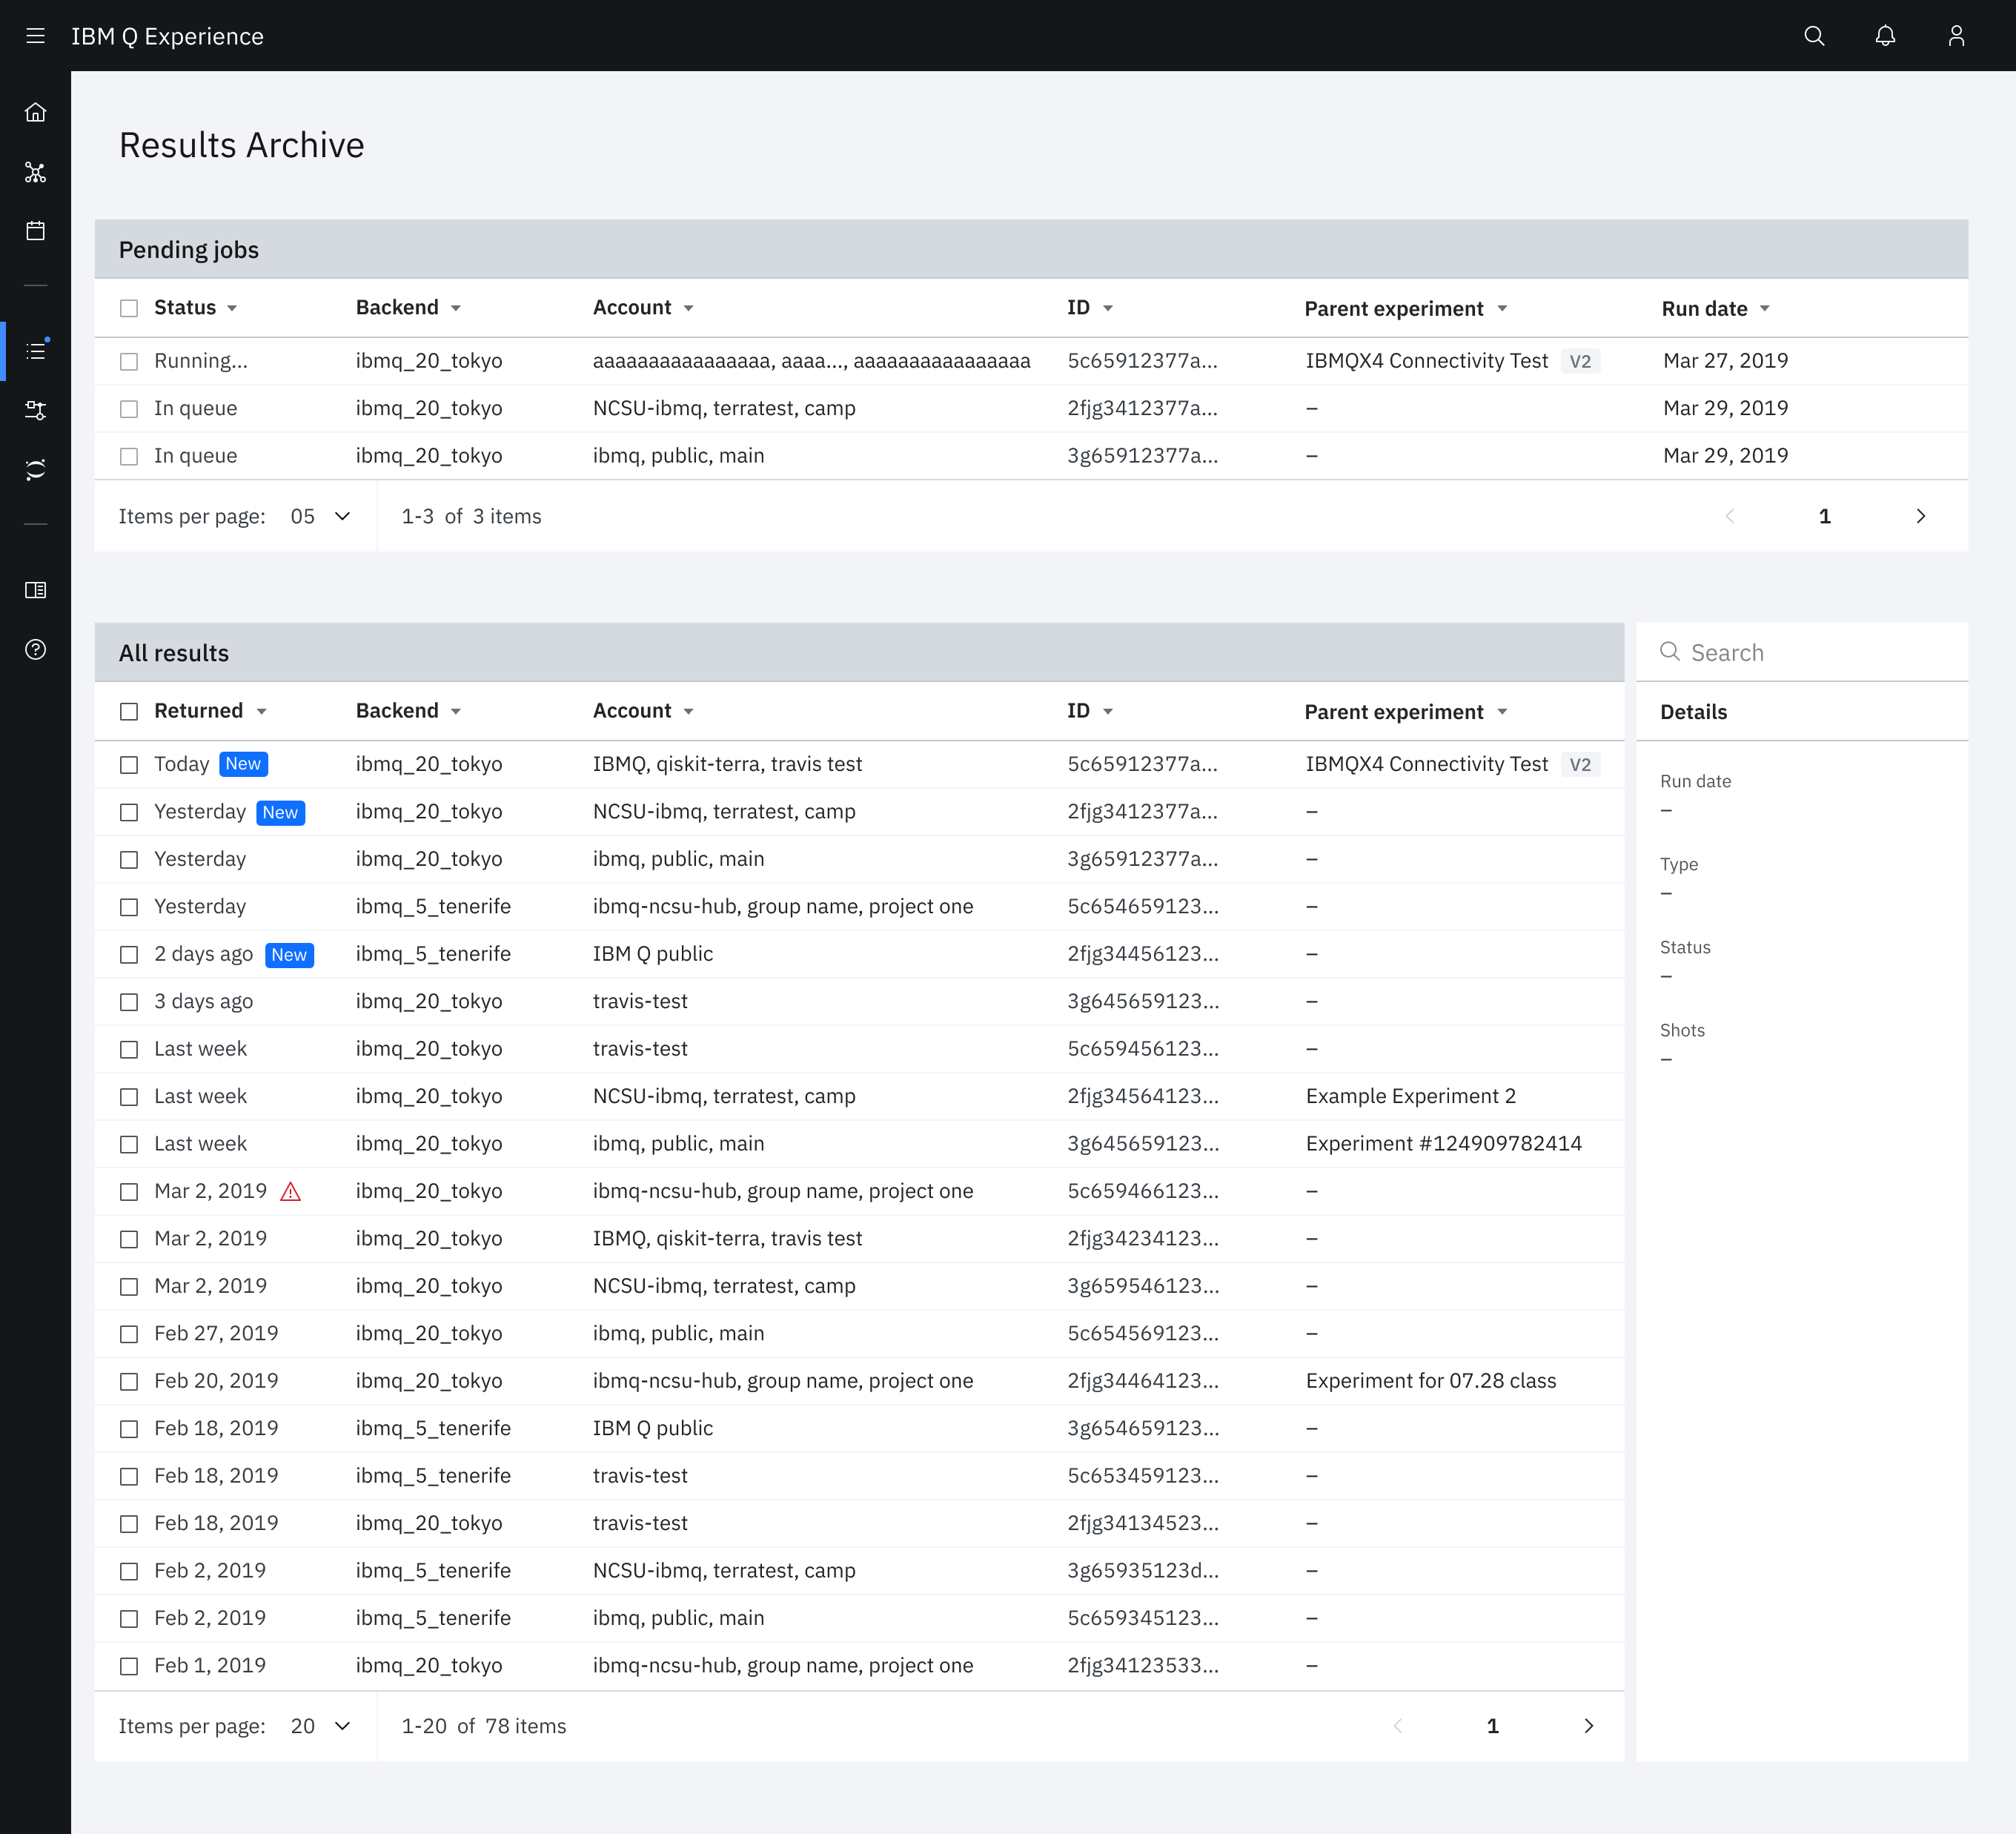 IBM Q Experience
Results Archive
Pending jobs
Status Backend Account ID Parent experiment Run date
Running... ibmq_20_tokyo aaaaaaaaaaaaaaaa, aaaa..., aaaaaaaaaaaaaaaa 5c65912377a... IBMQX4 Connectivity Test V2 Mar 27, 2019
In queue ibmq_20_tokyo NCSU-ibmq, terratest, camp 2fjg3412377a... – Mar 29, 2019
In queue ibmq_20_tokyo ibmq, public, main 3g65912377a... – Mar 29, 2019
Items per page: 05 1-3 of 3 items 1
All results
Search
Returned Backend Account ID Parent experiment
Details
Today New ibmq_20_tokyo IBMQ, qiskit-terra, travis test 5c65912377a... IBMQX4 Connectivity Test V2
Yesterday New ibmq_20_tokyo NCSU-ibmq, terratest, camp 2fjg3412377a... –
Yesterday ibmq_20_tokyo ibmq, public, main 3g65912377a... –
Yesterday ibmq_5_tenerife ibmq-ncsu-hub, group name, project one 5c654659123... –
2 days ago New ibmq_5_tenerife IBM Q public 2fjg34456123... –
3 days ago ibmq_20_tokyo travis-test 3g645659123... –
Last week ibmq_20_tokyo travis-test 5c659456123... –
Last week ibmq_20_tokyo NCSU-ibmq, terratest, camp 2fjg34564123... Example Experiment 2
Last week ibmq_20_tokyo ibmq, public, main 3g645659123... Experiment #124909782414
Mar 2, 2019 ibmq_20_tokyo ibmq-ncsu-hub, group name, project one 5c659466123... –
Mar 2, 2019 ibmq_20_tokyo IBMQ, qiskit-terra, travis test 2fjg34234123... –
Mar 2, 2019 ibmq_20_tokyo NCSU-ibmq, terratest, camp 3g659546123... –
Feb 27, 2019 ibmq_20_tokyo ibmq, public, main 5c654569123... –
Feb 20, 2019 ibmq_20_tokyo ibmq-ncsu-hub, group name, project one 2fjg34464123... Experiment for 07.28 class
Feb 18, 2019 ibmq_5_tenerife IBM Q public 3g654659123... –
Feb 18, 2019 ibmq_5_tenerife travis-test 5c653459123... –
Feb 18, 2019 ibmq_20_tokyo travis-test 2fjg34134523... –
Feb 2, 2019 ibmq_5_tenerife NCSU-ibmq, terratest, camp 3g65935123d... –
Feb 2, 2019 ibmq_5_tenerife ibmq, public, main 5c659345123... –
Feb 1, 2019 ibmq_20_tokyo ibmq-ncsu-hub, group name, project one 2fjg34123533... –
Items per page: 20 1-20 of 78 items 1
Run date
–
Type
–
Status
–
Shots
–